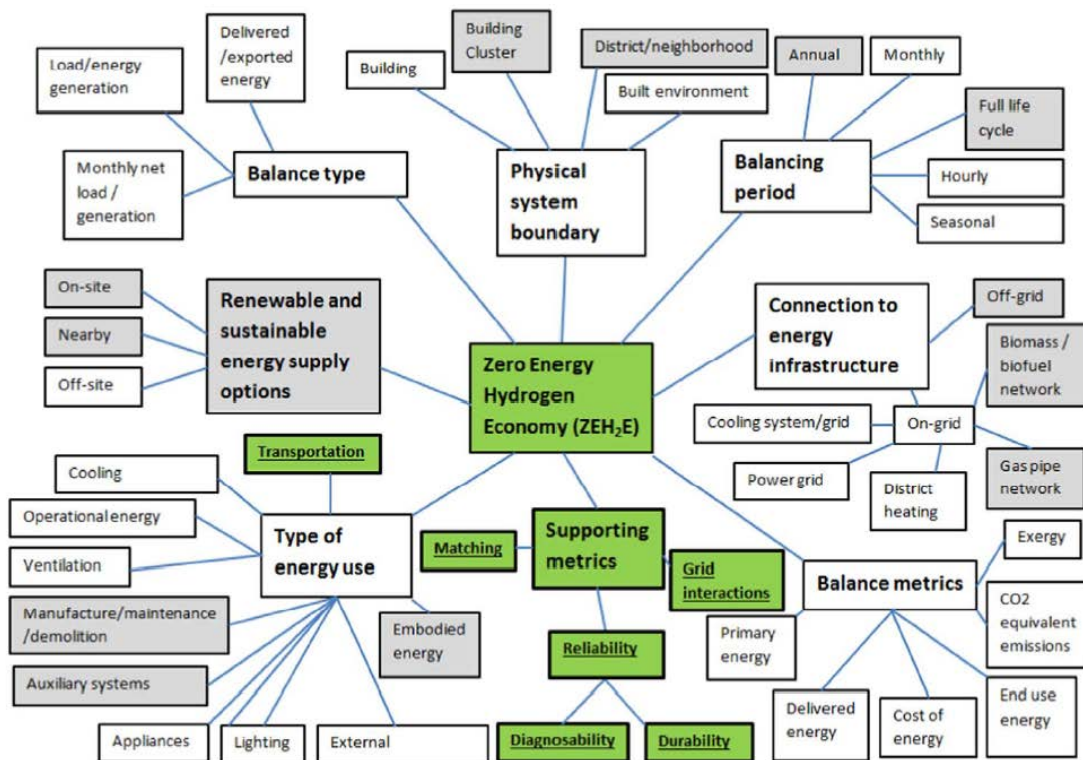 Delivered
/exported
energy
Load/energy
generation
Monthly net
load /
generation
Balance type
Building
Building
Cluster
District/neighborhood
Built environment
Physical
system
boundary
Annual
Monthly
Full life
cycle
Hourly
Seasonal
Balancing
period
On-site
Nearby
Off-site
Renewable and
sustainable
energy supply
options
Zero Energy
Hydrogen
Economy (ZEH₂E)
Connection to
energy
infrastructure
Off-grid
Biomass /
biofuel
network
On-grid
Cooling system/grid
Power grid
District
heating
Gas pipe
network
Transportation
Cooling
Operational energy
Ventilation
Manufacture/maintenance
/demolition
Auxiliary systems
Appliances
Lighting
External
Embodied
energy
Type of
energy use
Matching
Supporting
metrics
Grid
interactions
Reliability
Diagnosability
Durability
Balance metrics
Exergy
CO2
equivalent
emissions
Primary
energy
Delivered
energy
Cost of
energy
End use
energy